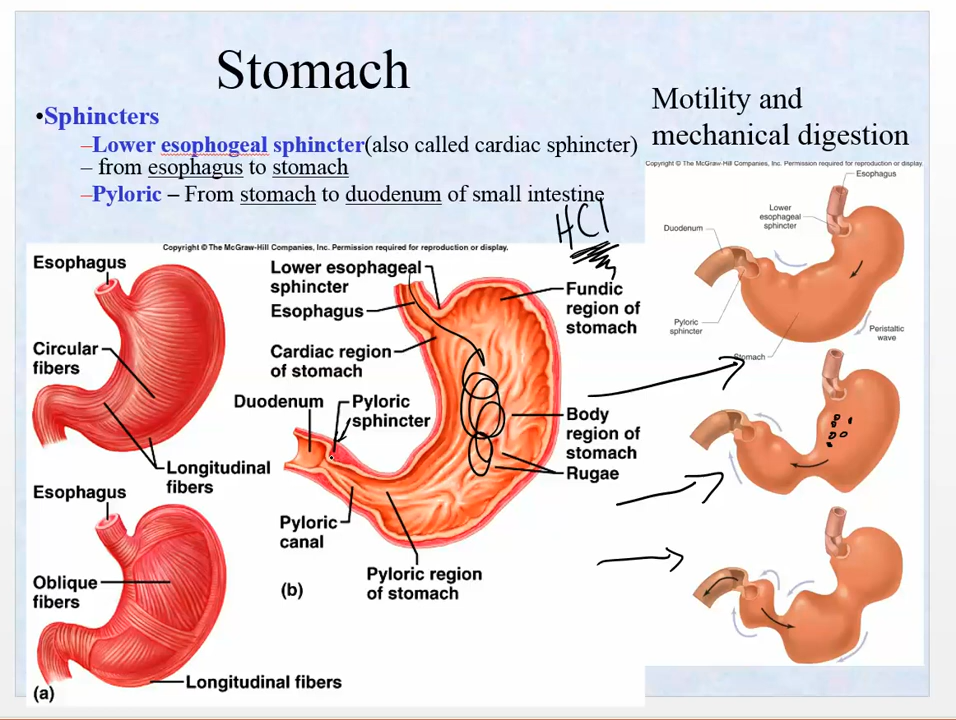 Stomach
•Sphincters
–Lower esophogeal sphincter(also called cardiac sphincter)
– from esophagus to stomach
–Pyloric – From stomach to duodenum of small intestine
HCl
Motility and
mechanical digestion
Copyright © The McGraw-Hill Companies, Inc. Permission required for reproduction or display.
Esophagus
Lower
esophageal
sphincter
Duodenum
Pyloric
sphincter
Stomach
Peristaltic
wave
Copyright © The McGraw-Hill Companies, Inc. Permission required for reproduction or display.
Esophagus
Circular
fibers
Longitudinal
fibers
Esophagus
Oblique
fibers
Longitudinal fibers
(a)
Lower esophageal
sphincter
Esophagus
Cardiac region
of stomach
Duodenum
Pyloric
sphincter
Pyloric
canal
(b)
Pyloric region
of stomach
Fundic
region of
stomach
Body
region of
stomach
Rugae